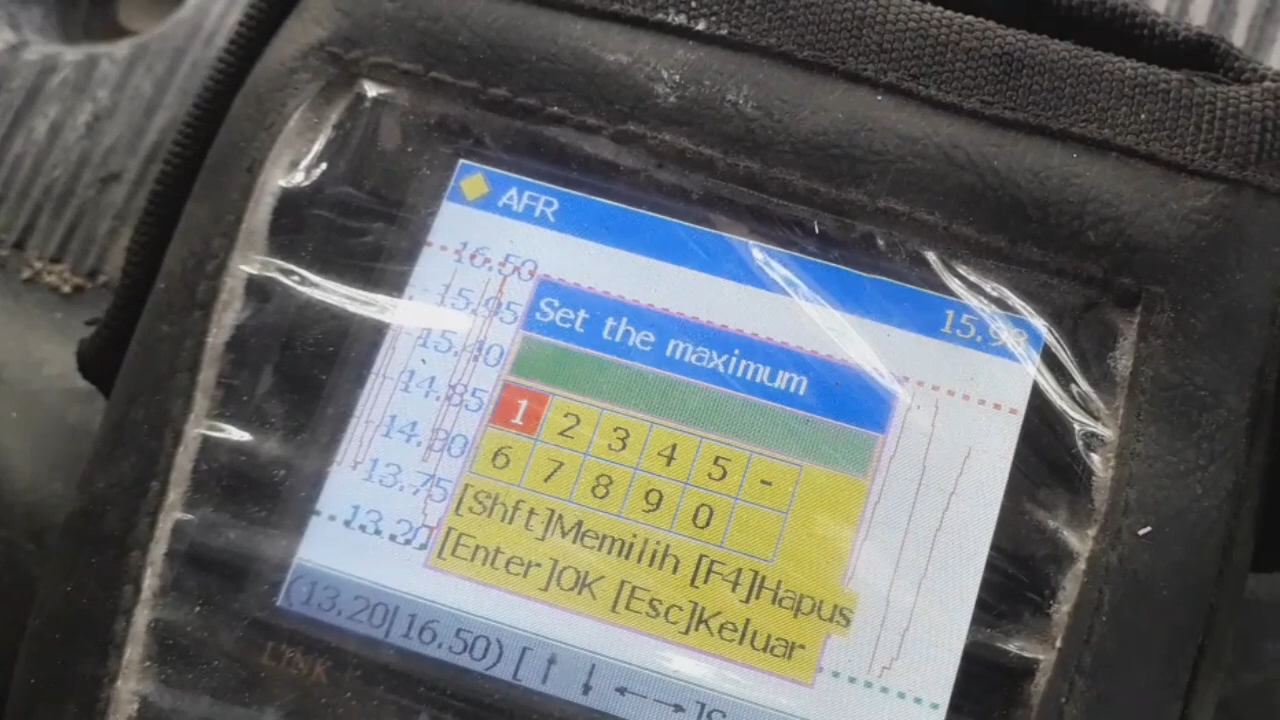 AFR
16.50
15.95
15.40
14.85
14.30
13.75
13.20
Set the maximum
1 2 3 4 5 -
6 7 8 9 0
[Shft]Memilih [F4]Hapus
[Enter]OK [Esc]Keluar
(13.20|16.50) [↑ ↓ ←→]